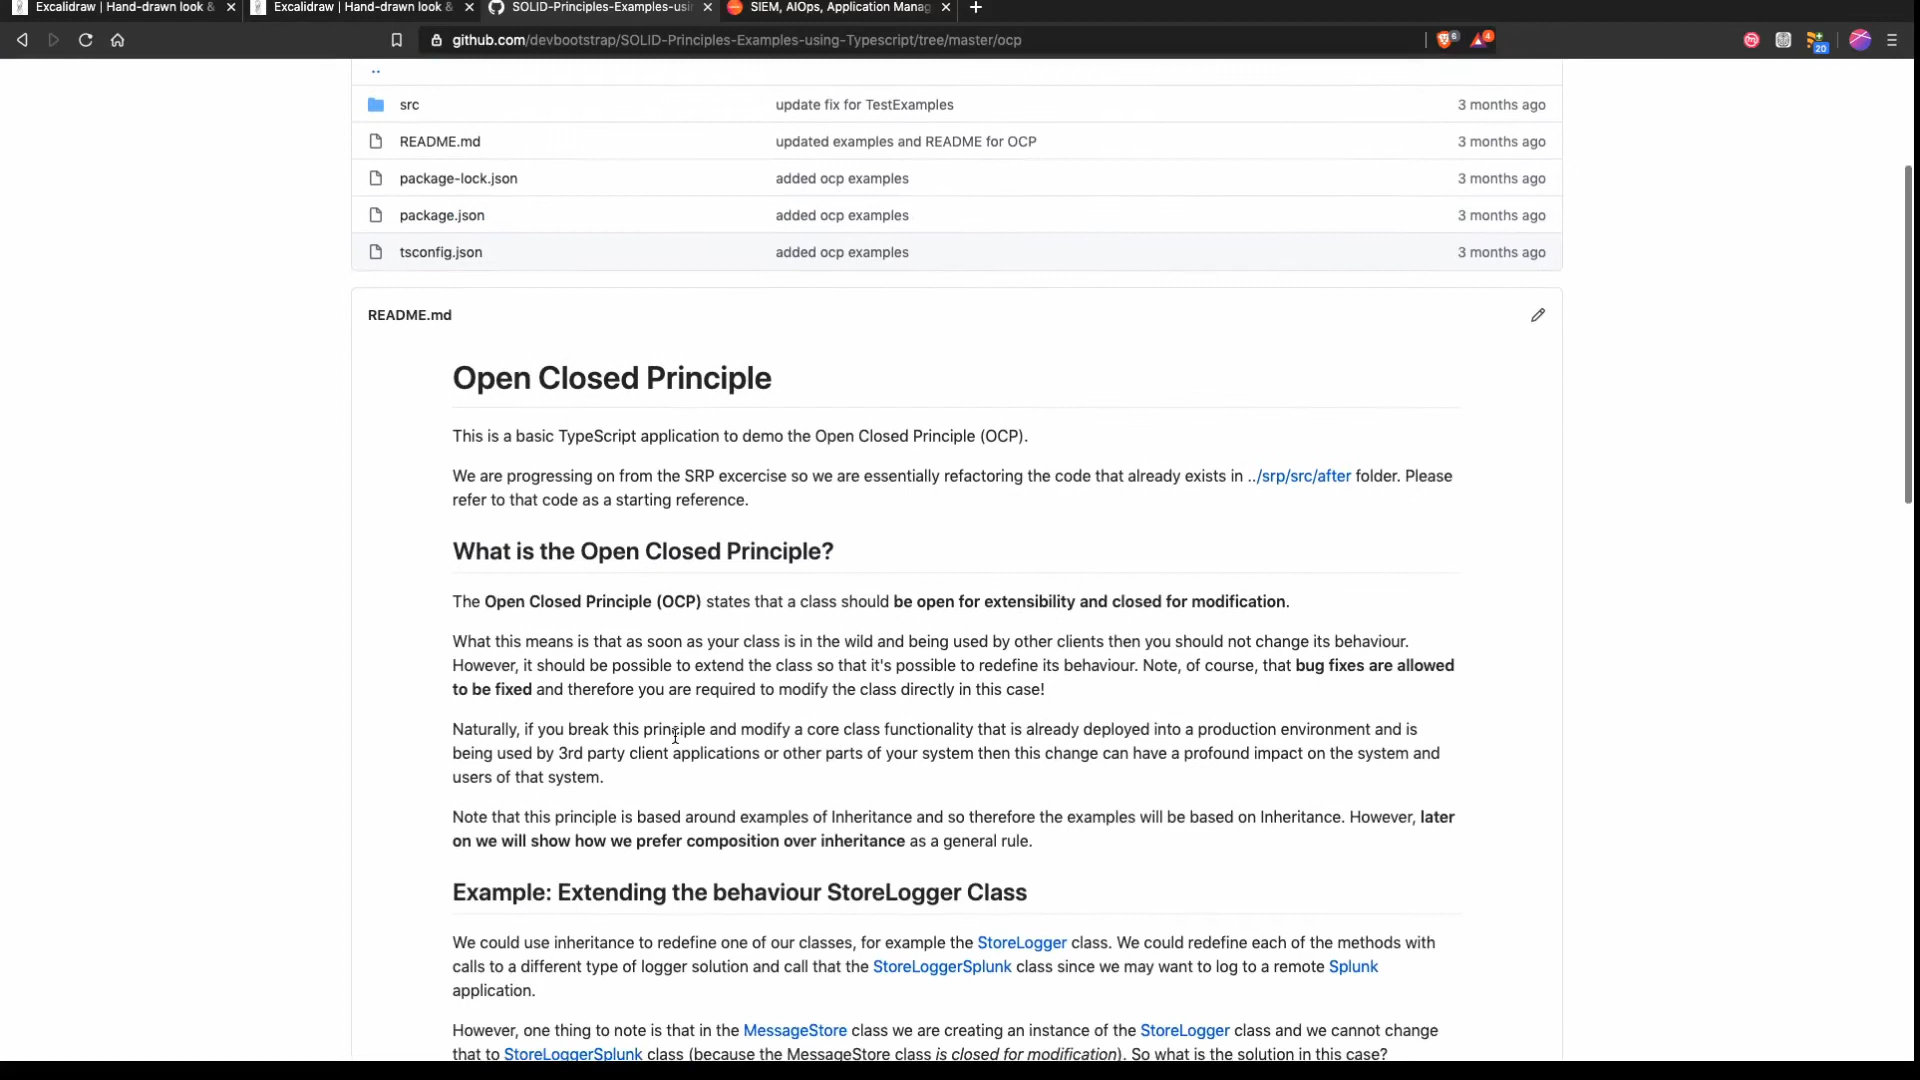 Excalidraw | Hand-drawn look &
Excalidraw | Hand-drawn look &
SOLID-Principles-Examples-usin
SIEM, AIOps, Application Manag
github.com/devbootstrap/SOLID-Principles-Examples-using-Typescript/tree/master/ocp
6
4
20
..
src update fix for TestExamples 3 months ago
README.md updated examples and README for OCP 3 months ago
package-lock.json added ocp examples 3 months ago
package.json added ocp examples 3 months ago
tsconfig.json added ocp examples 3 months ago
README.md
Open Closed Principle
This is a basic TypeScript application to demo the Open Closed Principle (OCP).
We are progressing on from the SRP excercise so we are essentially refactoring the code that already exists in ../srp/src/after folder. Please
refer to that code as a starting reference.
What is the Open Closed Principle?
The Open Closed Principle (OCP) states that a class should be open for extensibility and closed for modification.
What this means is that as soon as your class is in the wild and being used by other clients then you should not change its behaviour.
However, it should be possible to extend the class so that it's possible to redefine its behaviour. Note, of course, that bug fixes are allowed
to be fixed and therefore you are required to modify the class directly in this case!
Naturally, if you break this principle and modify a core class functionality that is already deployed into a production environment and is
being used by 3rd party client applications or other parts of your system then this change can have a profound impact on the system and
users of that system.
Note that this principle is based around examples of Inheritance and so therefore the examples will be based on Inheritance. However, later
on we will show how we prefer composition over inheritance as a general rule.
Example: Extending the behaviour StoreLogger Class
We could use inheritance to redefine one of our classes, for example the StoreLogger class. We could redefine each of the methods with
calls to a different type of logger solution and call that the StoreLoggerSplunk class since we may want to log to a remote Splunk
application.
However, one thing to note is that in the MessageStore class we are creating an instance of the StoreLogger class and we cannot change
that to StoreLoggerSplunk class (because the MessageStore class is closed for modification). So what is the solution in this case?